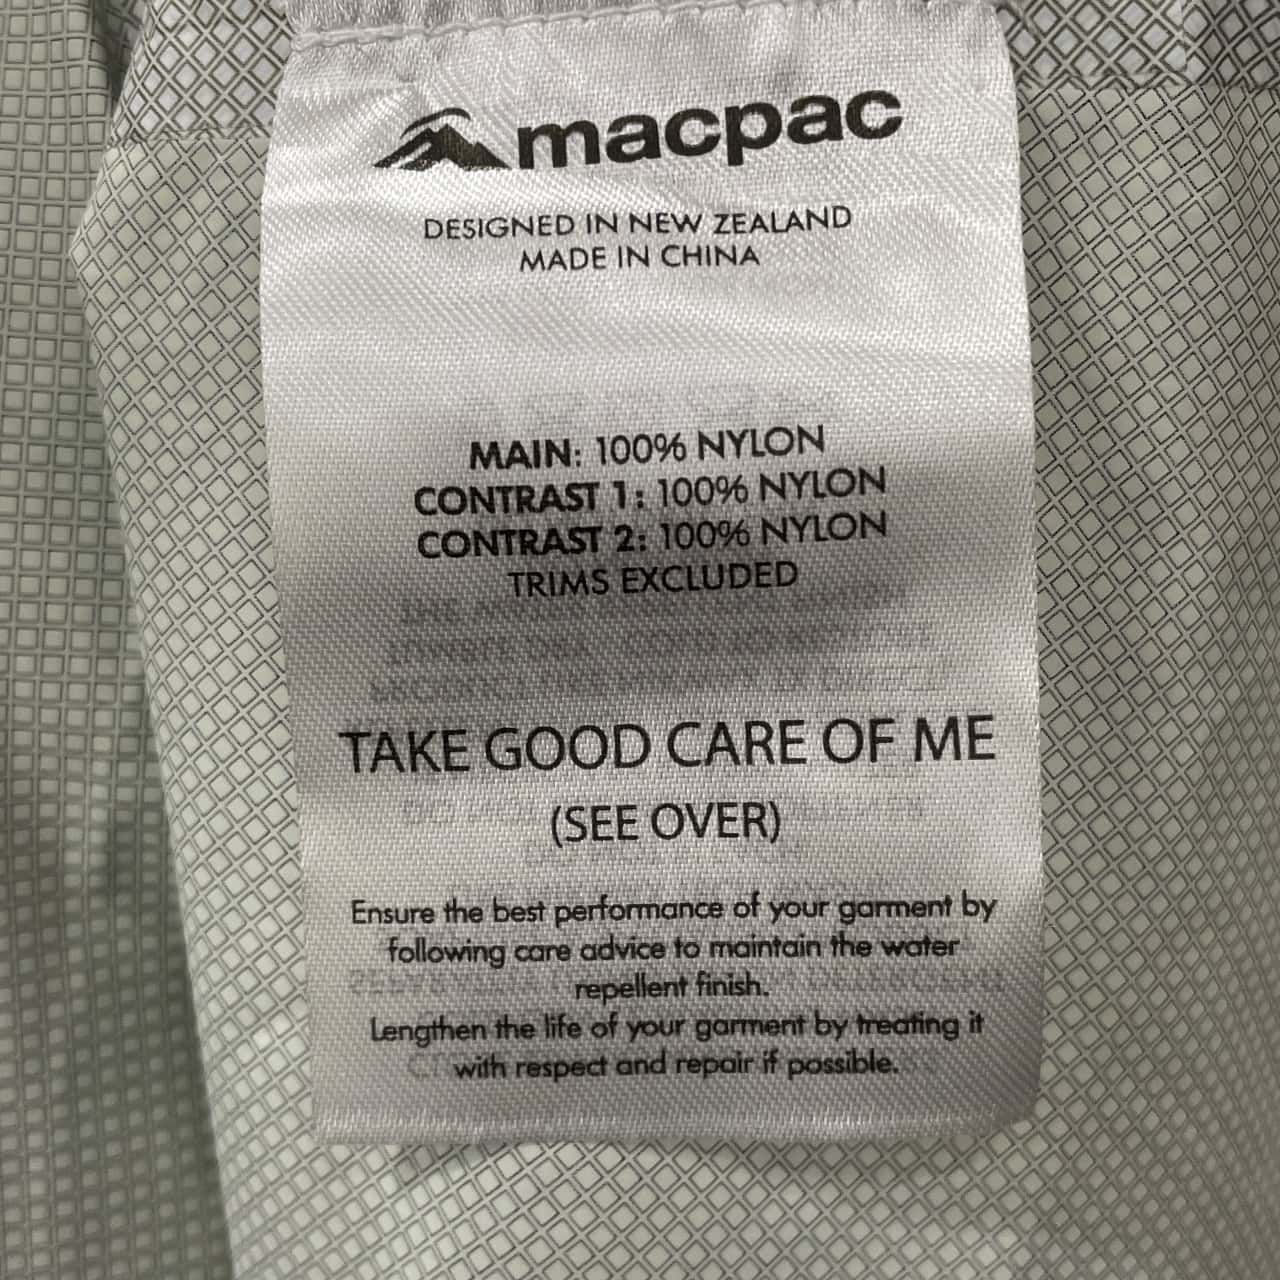 macpac
DESIGNED IN NEW ZEALAND
MADE IN CHINA
MAIN: 100% NYLON
CONTRAST 1: 100% NYLON
CONTRAST 2: 100% NYLON
TRIMS EXCLUDED
TAKE GOOD CARE OF ME
(SEE OVER)
Ensure the best performance of your garment by
following care advice to maintain the water
repellent finish.
Lengthen the life of your garment by treating it
with respect and repair if possible.